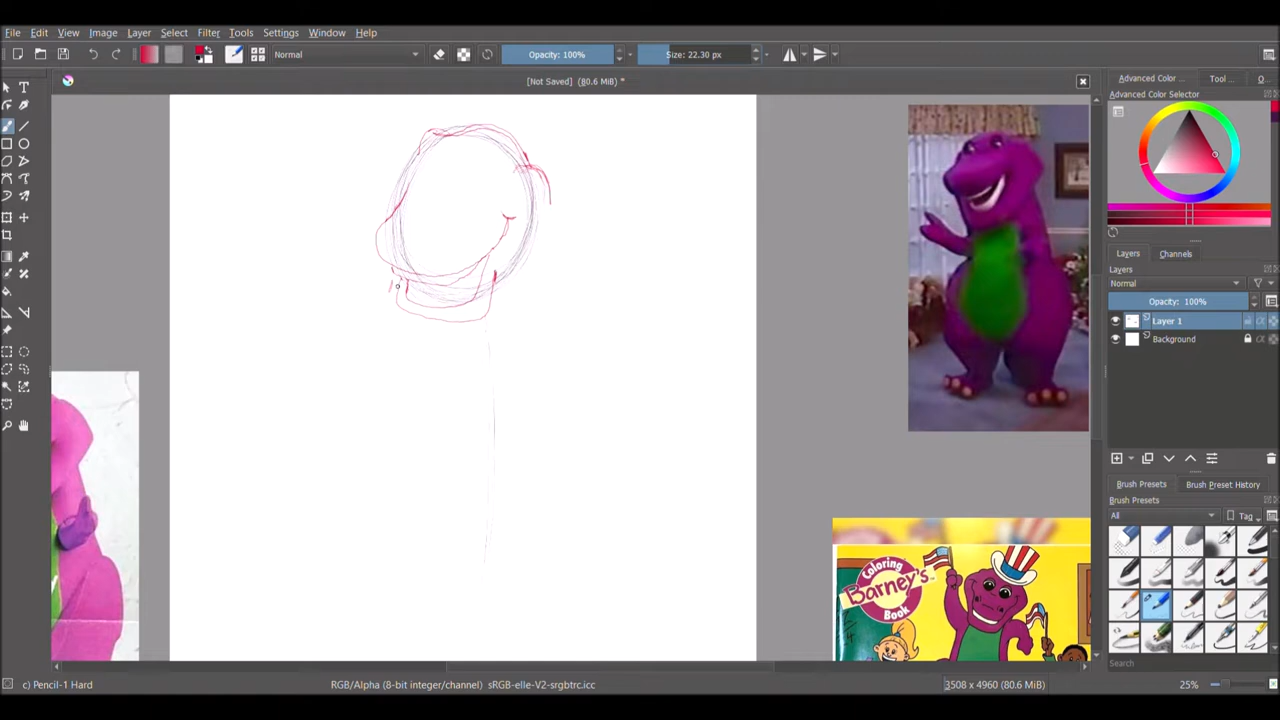 File Edit View Image Layer Select Filter Tools Settings Window Help
Normal Opacity: 100% Size: 22.30 px
[Not Saved] (80.6 MiB) *
Advanced Color ... Tool ... O...
Advanced Color Selector
Layers Channels
Layers
Normal
Opacity: 100%
Layer 1
Background
Brush Presets Brush Preset History
Brush Presets
All Tag
Search
Coloring
Barney's
Book
c) Pencil-1 Hard RGB/Alpha (8-bit integer/channel) sRGB-elle-V2-srgbtrc.icc 3508 x 4960 (80.6 MiB) 25%